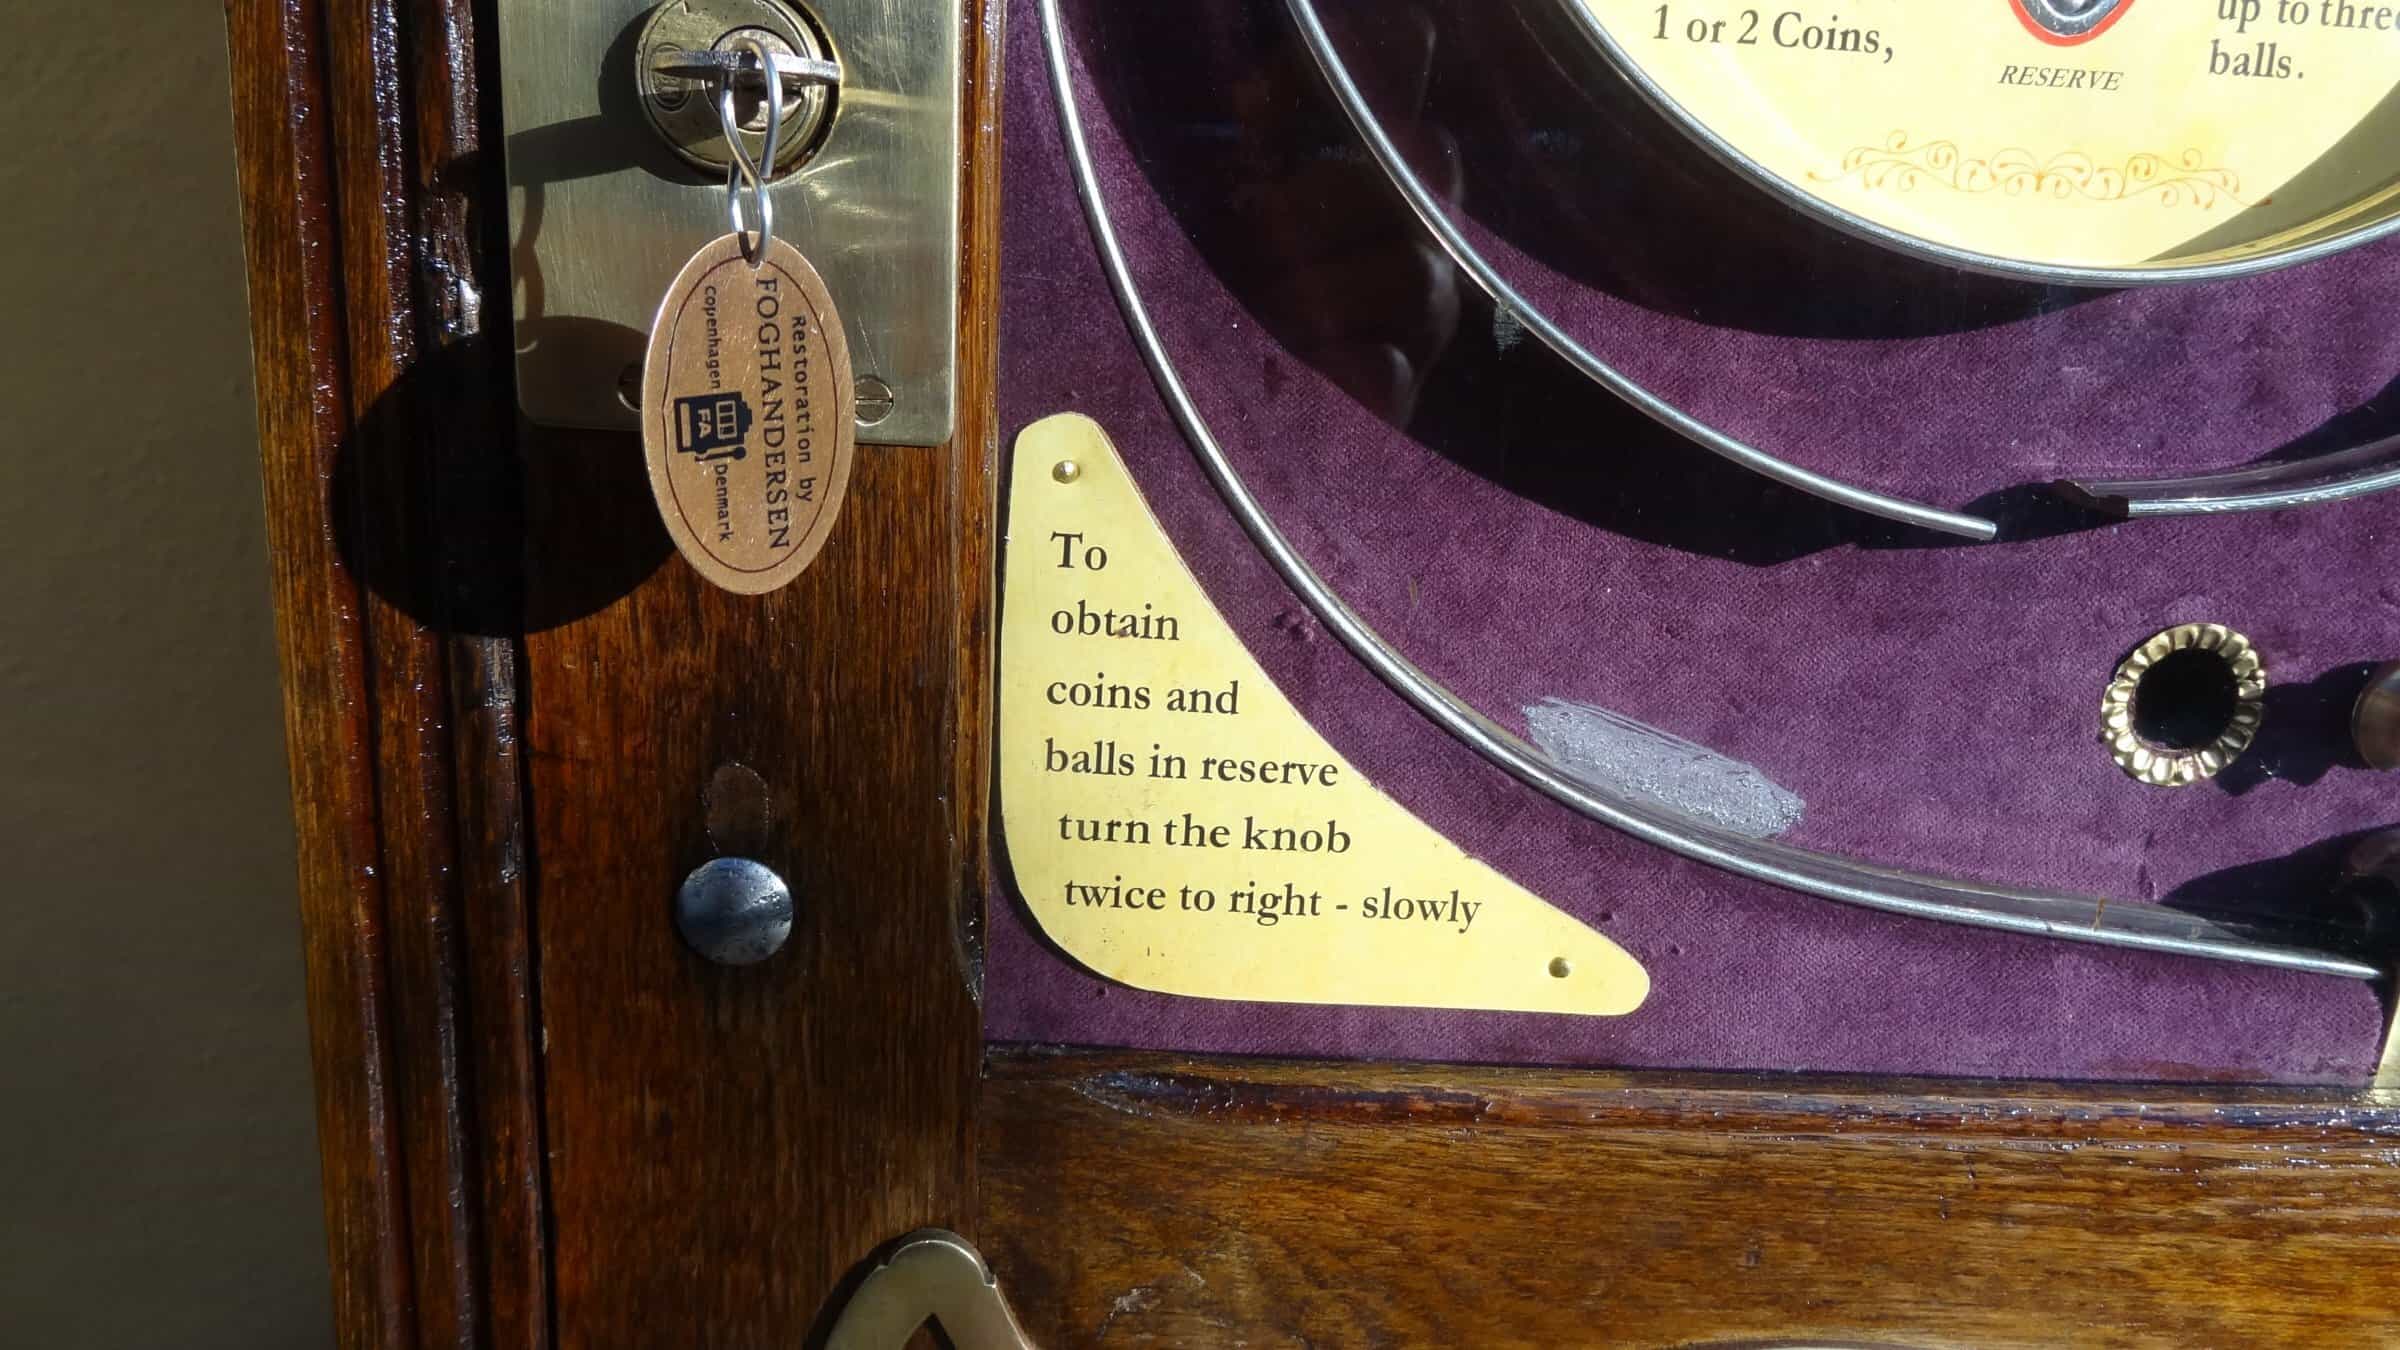 1 or 2 Coins,
RESERVE
up to three
balls.
Restoration by
FOGHANDERSEN
copenhagen Denmark
FA
To
obtain
coins and
balls in reserve
turn the knob
twice to right - slowly